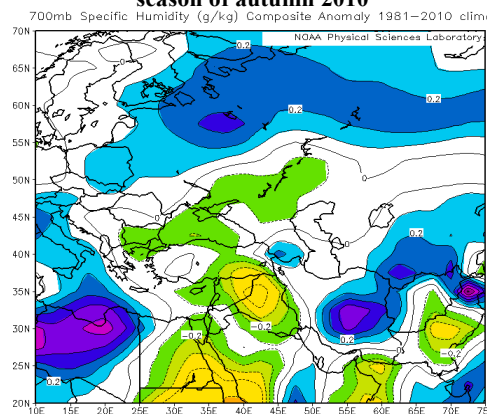 season of autumn 2010
700mb Specific Humidity (g/kg) Composite Anomaly 1981–2010 clim
NOAA Physical Sciences Laboratory
70N
65N
60N
55N
50N
45N
40N
35N
30N
25N
20N
0.2
0
0.2
0.2
0
0
0.2
0.2
-0.2
-0.2
-0.2
0.2
10E 15E 20E 25E 30E 35E 40E 45E 50E 55E 60E 65E 70E 75